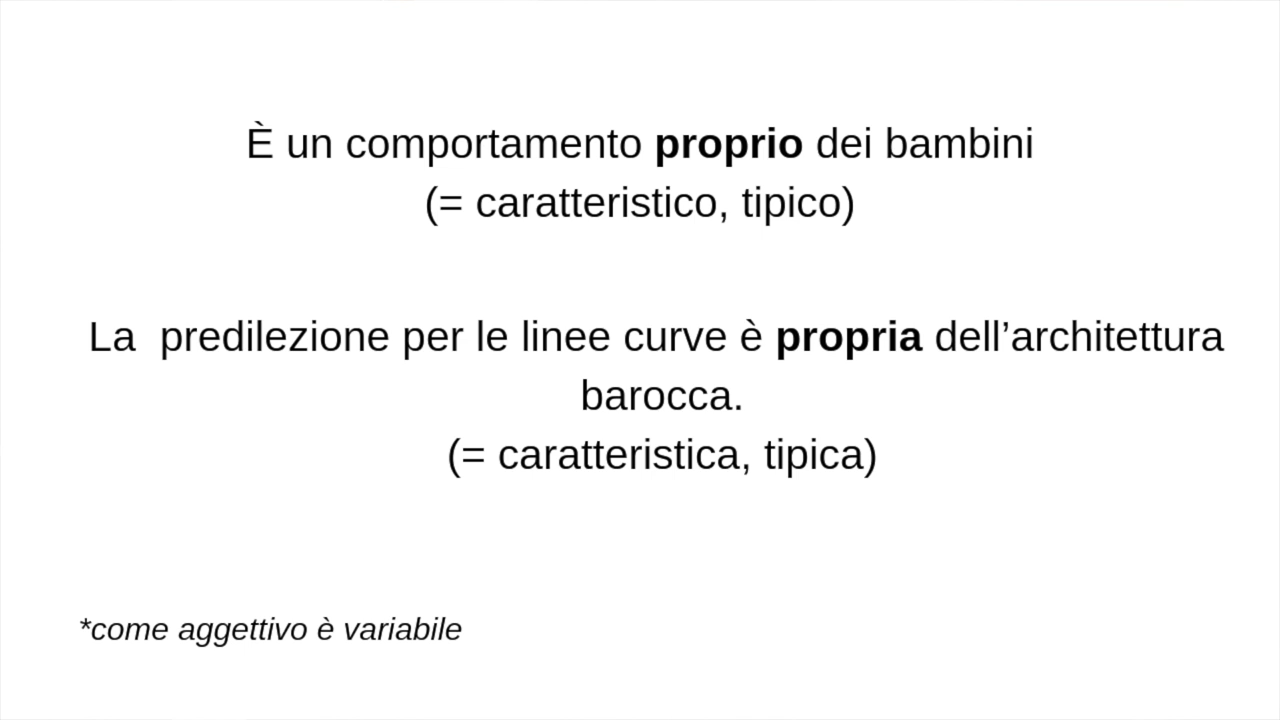 È un comportamento proprio dei bambini
(= caratteristico, tipico)
La  predilezione per le linee curve è propria dell’architettura
barocca.
(= caratteristica, tipica)
*come aggettivo è variabile